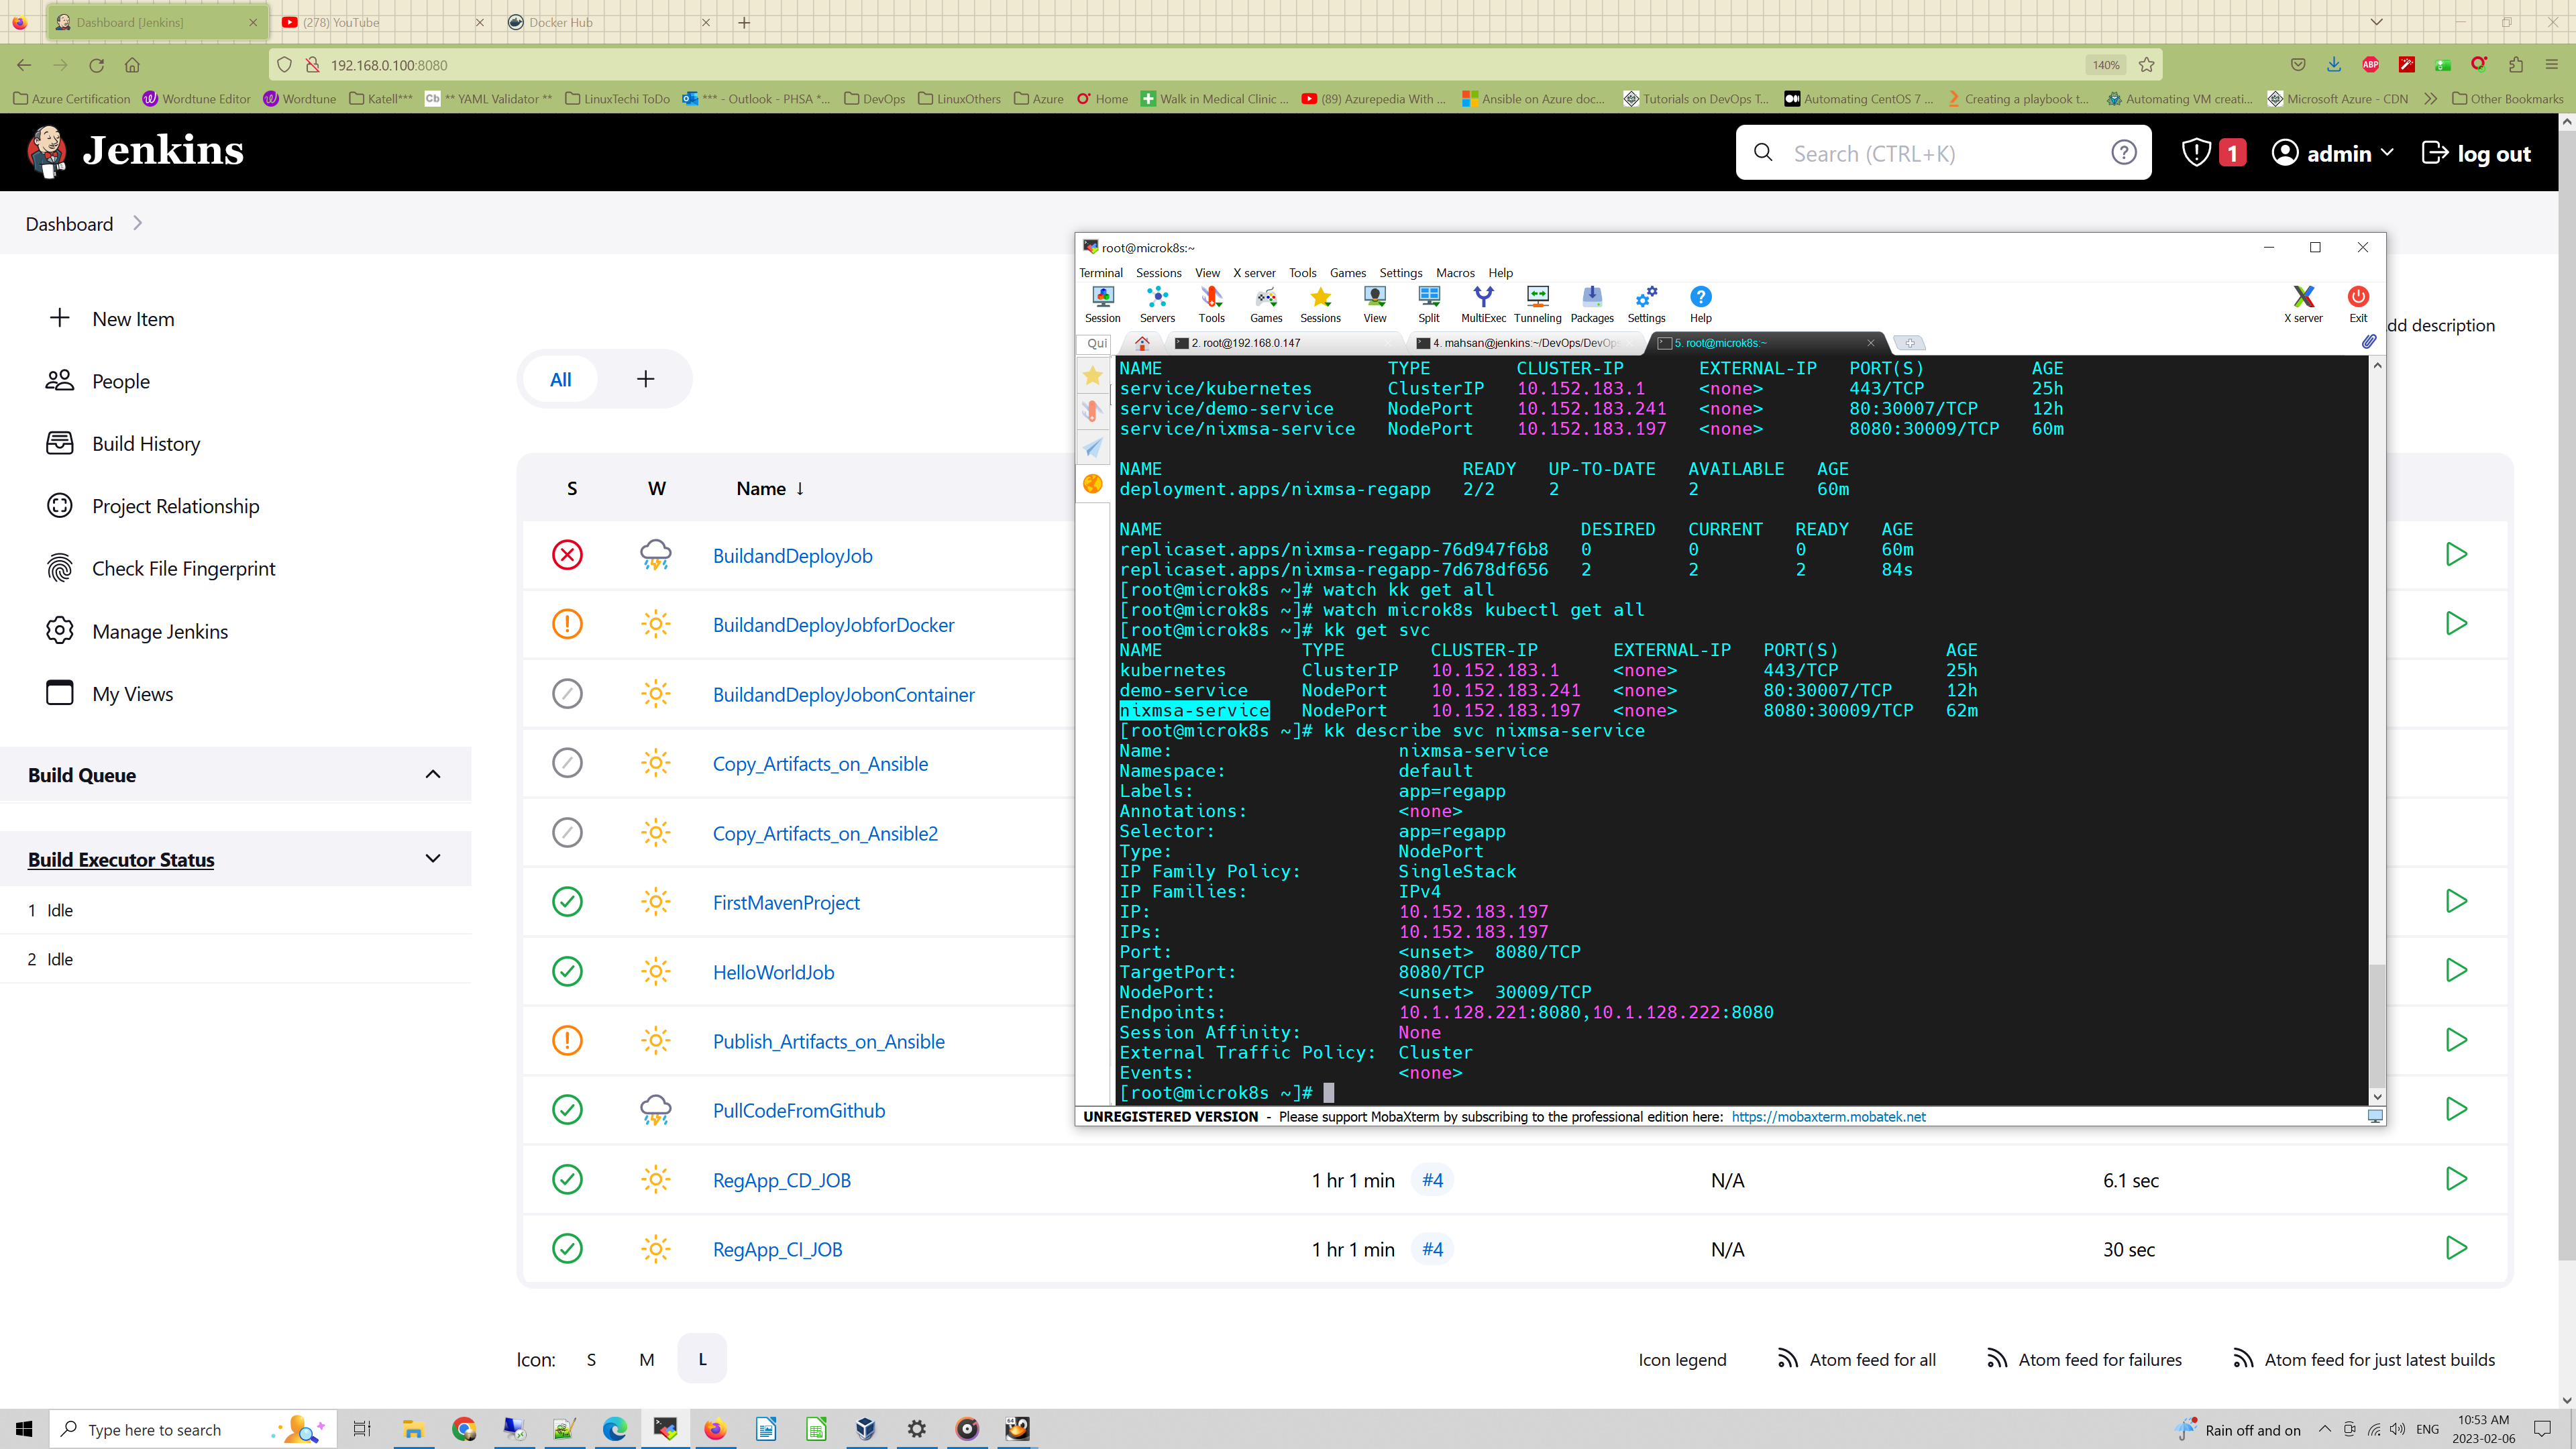 Dashboard [Jenkins]
(278) YouTube
Docker Hub
192.168.0.100:8080
140%
Azure Certification
Wordtune Editor
Wordtune
Katell***
** YAML Validator **
LinuxTechi ToDo
*** - Outlook - PHSA *...
DevOps
LinuxOthers
Azure
Home
Walk in Medical Clinic ...
(89) Azurepedia With ...
Ansible on Azure doc...
Tutorials on DevOps T...
Automating CentOS 7 ...
Creating a playbook t...
Automating VM creati...
Microsoft Azure - CDN
Other Bookmarks
Jenkins
Search (CTRL+K)
1
admin
log out
Dashboard
New Item
People
Build History
Project Relationship
Check File Fingerprint
Manage Jenkins
My Views
Build Queue
Build Executor Status
1 Idle
2 Idle
dd description
All
S W Name ↓
BuildandDeployJob
BuildandDeployJobforDocker
BuildandDeployJobonContainer
Copy_Artifacts_on_Ansible
Copy_Artifacts_on_Ansible2
FirstMavenProject
HelloWorldJob
Publish_Artifacts_on_Ansible
PullCodeFromGithub
RegApp_CD_JOB 1 hr 1 min #4 N/A 6.1 sec
RegApp_CI_JOB 1 hr 1 min #4 N/A 30 sec
Icon: S M L
Icon legend
Atom feed for all
Atom feed for failures
Atom feed for just latest builds
root@microk8s:~
Terminal Sessions View X server Tools Games Settings Macros Help
Session Servers Tools Games Sessions View Split MultiExec Tunneling Packages Settings Help X server Exit
Qui
2. root@192.168.0.147
4. mahsan@jenkins:~/DevOps/DevOps
5. root@microk8s:~
NAME TYPE CLUSTER-IP EXTERNAL-IP PORT(S) AGE
service/kubernetes ClusterIP 10.152.183.1 <none> 443/TCP 25h
service/demo-service NodePort 10.152.183.241 <none> 80:30007/TCP 12h
service/nixmsa-service NodePort 10.152.183.197 <none> 8080:30009/TCP 60m
NAME READY UP-TO-DATE AVAILABLE AGE
deployment.apps/nixmsa-regapp 2/2 2 2 60m
NAME DESIRED CURRENT READY AGE
replicaset.apps/nixmsa-regapp-76d947f6b8 0 0 0 60m
replicaset.apps/nixmsa-regapp-7d678df656 2 2 2 84s
[root@microk8s ~]# watch kk get all
[root@microk8s ~]# watch microk8s kubectl get all
[root@microk8s ~]# kk get svc
NAME TYPE CLUSTER-IP EXTERNAL-IP PORT(S) AGE
kubernetes ClusterIP 10.152.183.1 <none> 443/TCP 25h
demo-service NodePort 10.152.183.241 <none> 80:30007/TCP 12h
nixmsa-service NodePort 10.152.183.197 <none> 8080:30009/TCP 62m
[root@microk8s ~]# kk describe svc nixmsa-service
Name: nixmsa-service
Namespace: default
Labels: app=regapp
Annotations: <none>
Selector: app=regapp
Type: NodePort
IP Family Policy: SingleStack
IP Families: IPv4
IP: 10.152.183.197
IPs: 10.152.183.197
Port: <unset> 8080/TCP
TargetPort: 8080/TCP
NodePort: <unset> 30009/TCP
Endpoints: 10.1.128.221:8080,10.1.128.222:8080
Session Affinity: None
External Traffic Policy: Cluster
Events: <none>
[root@microk8s ~]#
UNREGISTERED VERSION - Please support MobaXterm by subscribing to the professional edition here: https://mobaxterm.mobatek.net
Type here to search
Rain off and on
ENG
10:53 AM
2023-02-06